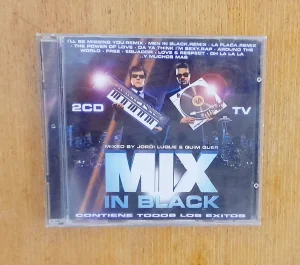 I'LL BE MISSING YOU REMIX - MEN IN BLACK.REMIX - LA PLAGA.REMIX
- THE POWER OF LOVE - DA YA THINK I'M SEXY.RAP - AROUND THE
WORLD - FREE - EQUADOR - LOVE & RESPECT - OH LA LA LA
...Y MUCHOS MAS
2CD
TV
MIXED BY JORDI LUQUE & QUIM QUER
MIX
IN BLACK
CONTIENE TODOS LOS EXITOS